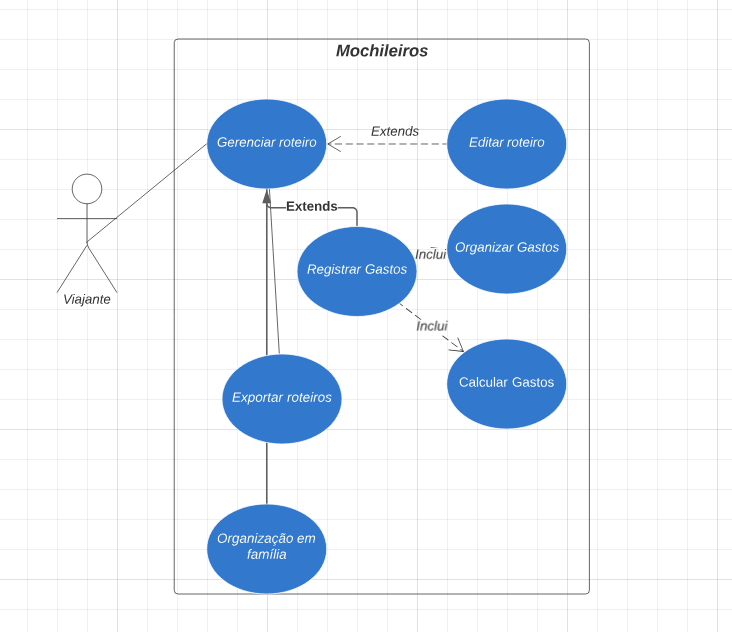 Mochileiros
Gerenciar roteiro
Extends
Editar roteiro
Extends
Registrar Gastos
Inclui
Organizar Gastos
Viajante
Inclui
Calcular Gastos
Exportar roteiros
Organização em
família